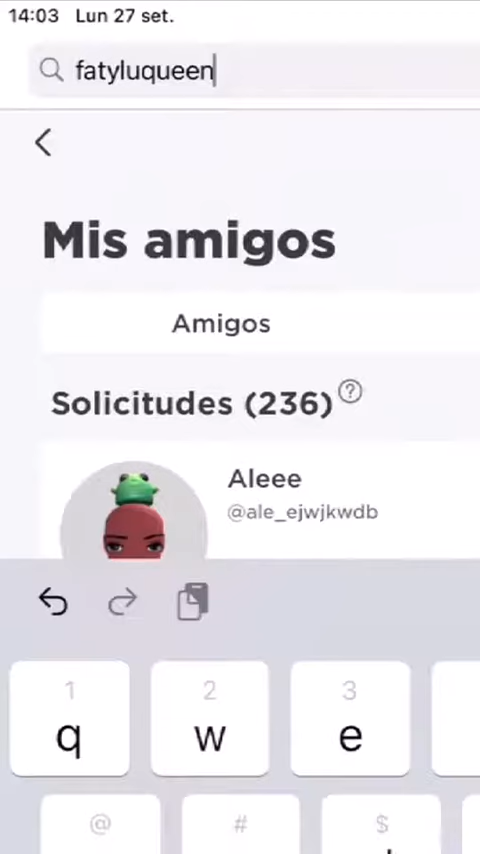 14:03 Lun 27 set.
fatyluqueen
Mis amigos
Amigos
Solicitudes (236)
?
Aleee
@ale_ejwjkwdb
1 2 3
q w e
@ # $